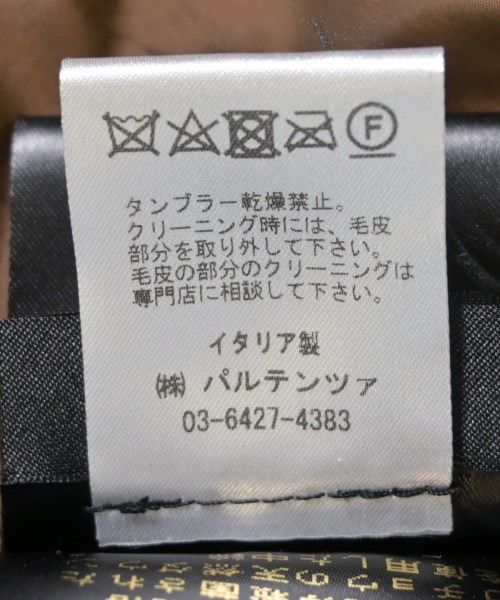 F
タンブラー乾燥禁止。
クリーニング時には、毛皮
部分を取り外して下さい。
毛皮の部分のクリーニングは
専門店に相談して下さい。
イタリア製
㈱ パルテンツァ
03-6427-4383